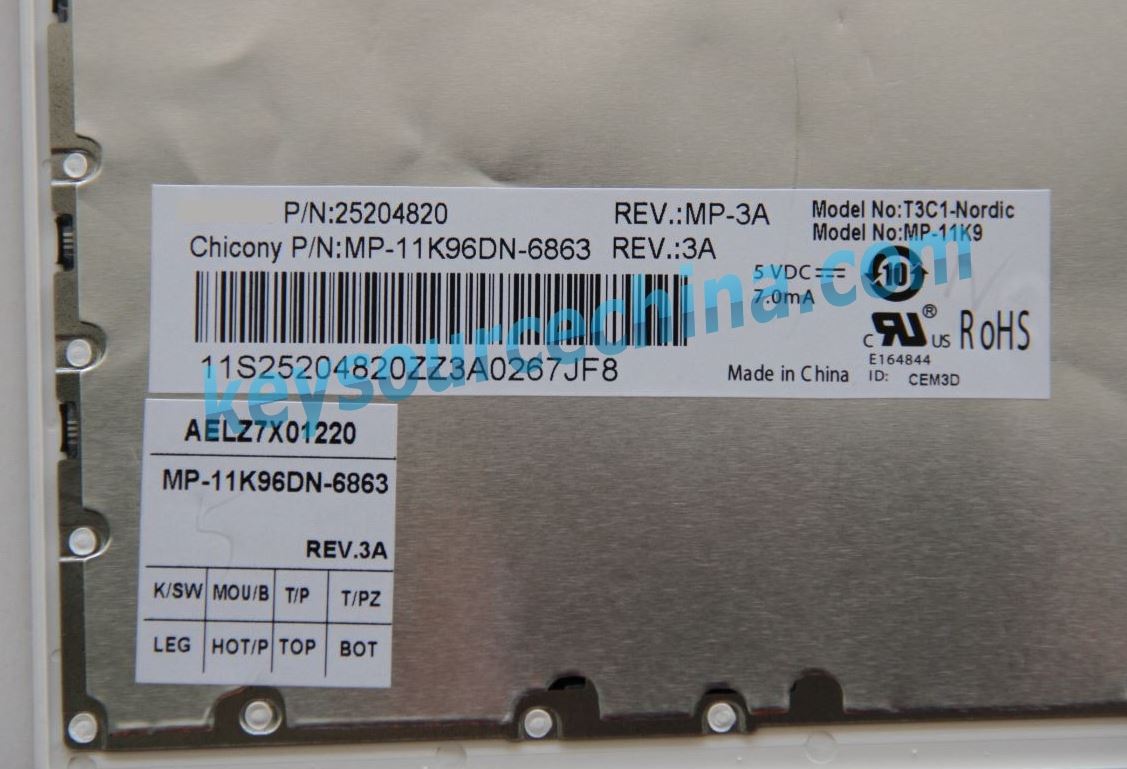 P/N:25204820 REV.:MP-3A Model No:T3C1-Nordic
Chicony P/N:MP-11K96DN-6863 REV.:3A Model No:MP-11K9
5 VDC
7.0mA
10
11S25204820ZZ3A0267JF8
Made in China
c RU ® US RoHS
E164844
ID: CEM3D
keysourcechina.com
AELZ7X01220
MP-11K96DN-6863
REV.3A
K/SW MOU/B T/P T/PZ
LEG HOT/P TOP BOT